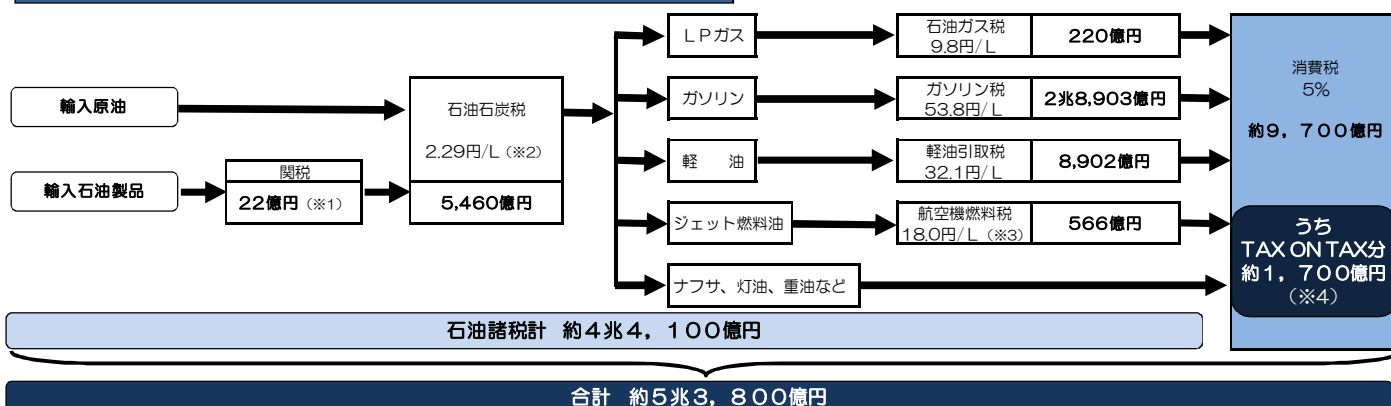 輸入原油
輸入石油製品
関税
22億円（※1）
石油石炭税
2.29円/L（※2）
5,460億円
ＬＰガス
石油ガス税
9.8円/L
220億円
ガソリン
ガソリン税
53.8円/L
2兆8,903億円
軽　油
軽油引取税
32.1円/L
8,902億円
ジェット燃料油
航空機燃料税
18.0円/L（※3）
566億円
ナフサ、灯油、重油など
消費税
5%
約９，７００億円
うち
TAX ON TAX分
約１，７００億円
（※4）
石油諸税計　約４兆４，１００億円
合計　約５兆３，８００億円